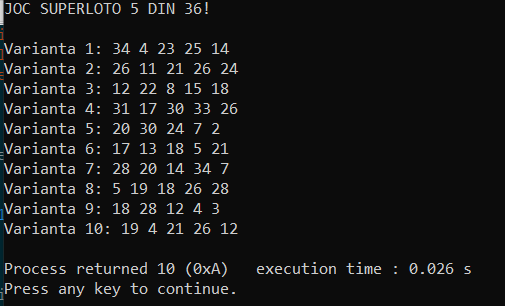 JOC SUPERLOTO 5 DIN 36!
Varianta 1: 34 4 23 25 14
Varianta 2: 26 11 21 26 24
Varianta 3: 12 22 8 15 18
Varianta 4: 31 17 30 33 26
Varianta 5: 20 30 24 7 2
Varianta 6: 17 13 18 5 21
Varianta 7: 28 20 14 34 7
Varianta 8: 5 19 18 26 28
Varianta 9: 18 28 12 4 3
Varianta 10: 19 4 21 26 12
Process returned 10 (0xA)   execution time : 0.026 s
Press any key to continue.